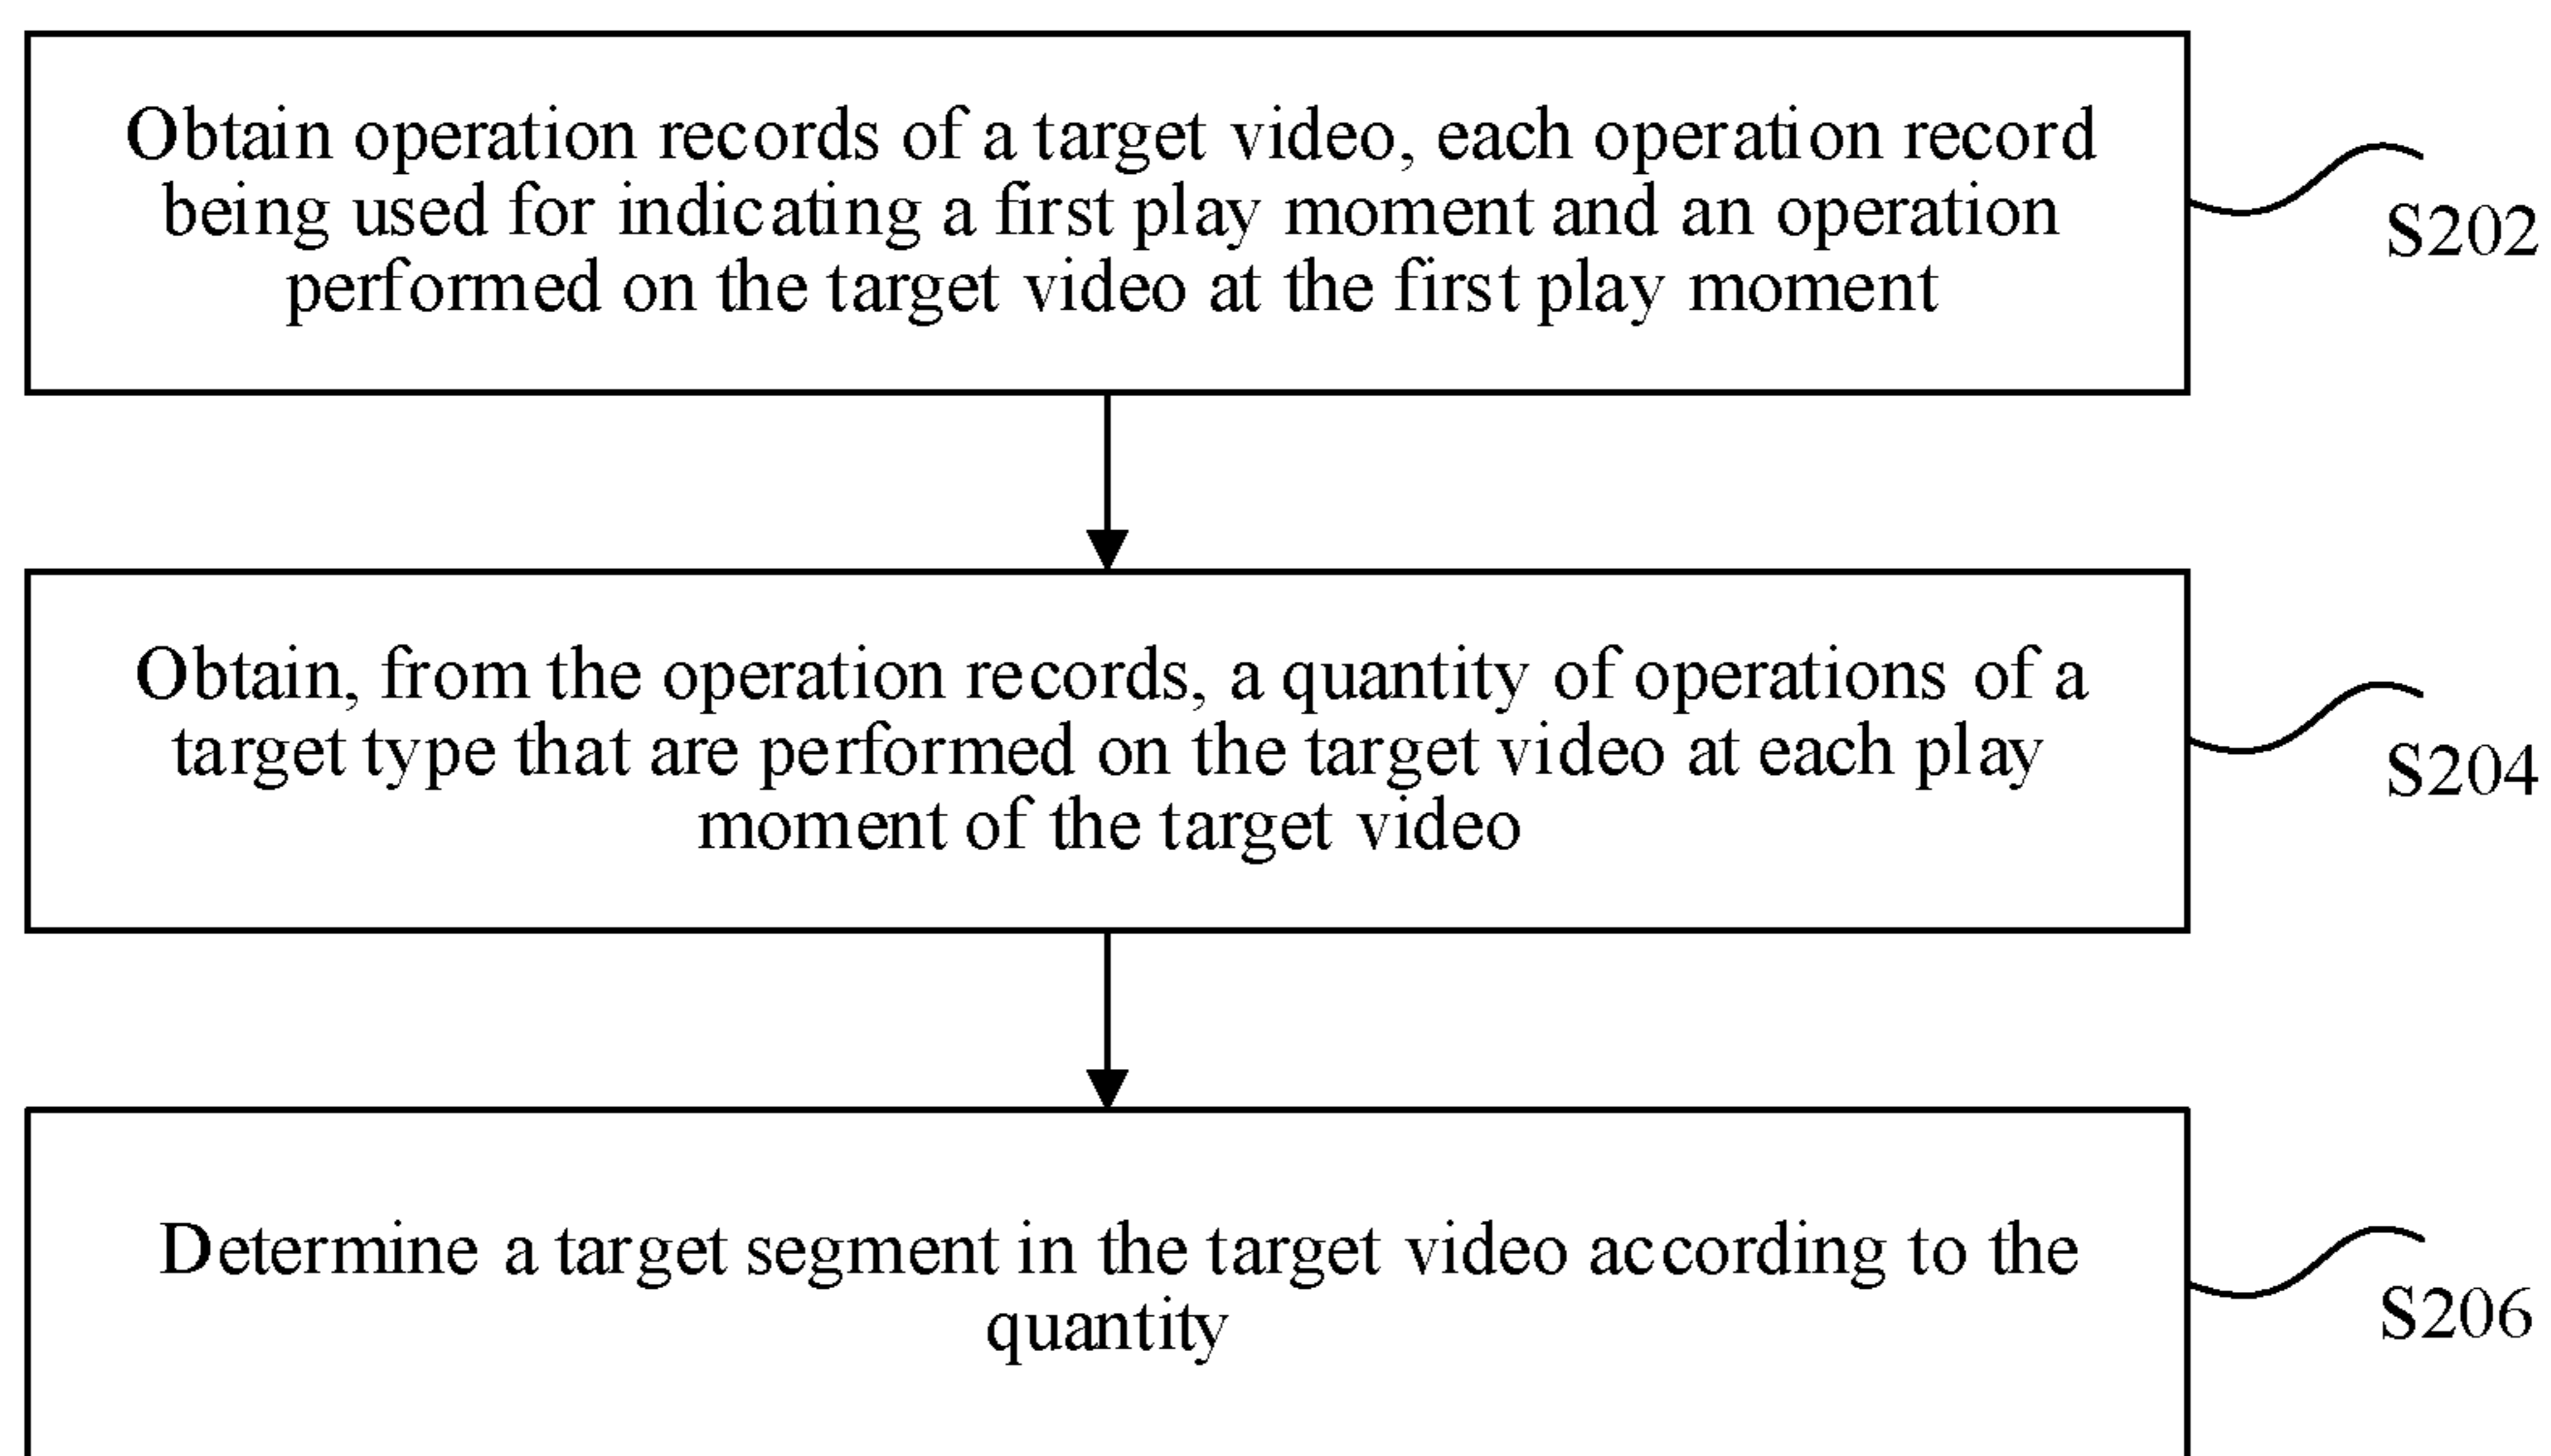 Obtain operation records of a target video, each operation record
being used for indicating a first play moment and an operation
performed on the target video at the first play moment
S202
Obtain, from the operation records, a quantity of operations of a
target type that are performed on the target video at each play
moment of the target video
S204
Determine a target segment in the target video according to the
quantity
S206